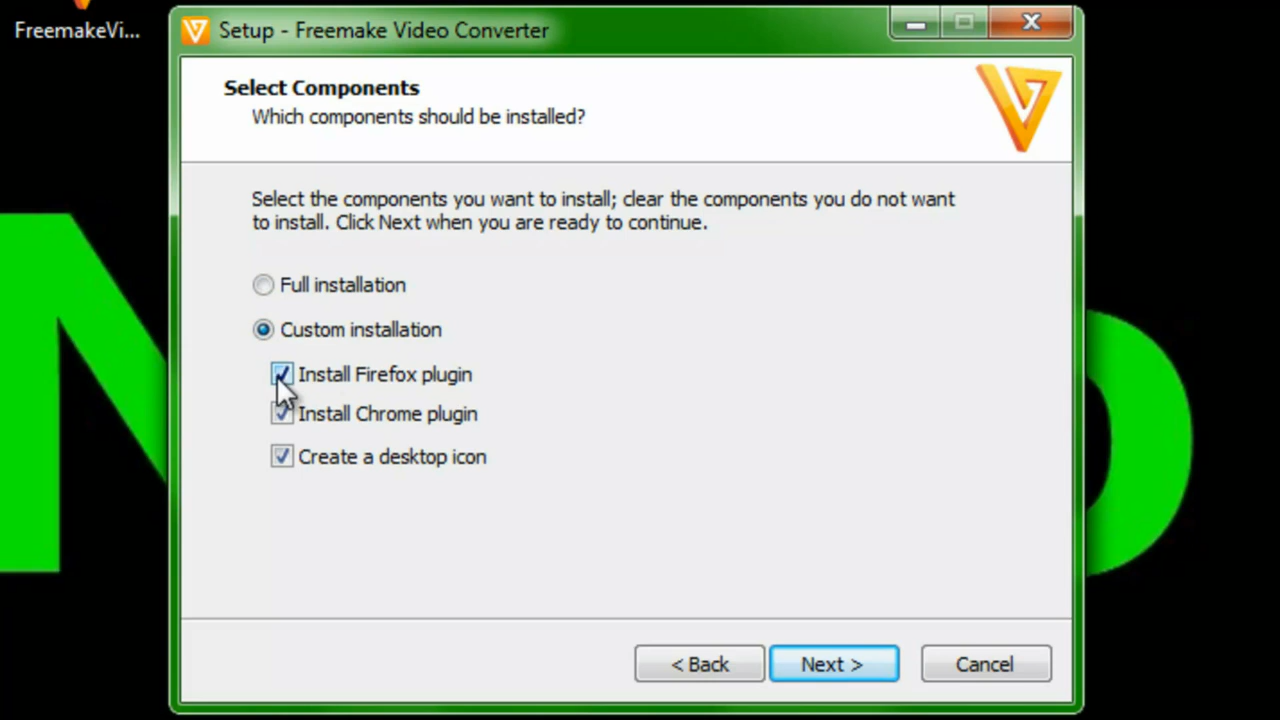 FreemakeVi...
Setup - Freemake Video Converter
Select Components
Which components should be installed?
Select the components you want to install; clear the components you do not want
to install. Click Next when you are ready to continue.
Full installation
Custom installation
Install Firefox plugin
Install Chrome plugin
Create a desktop icon
< Back
Next >
Cancel